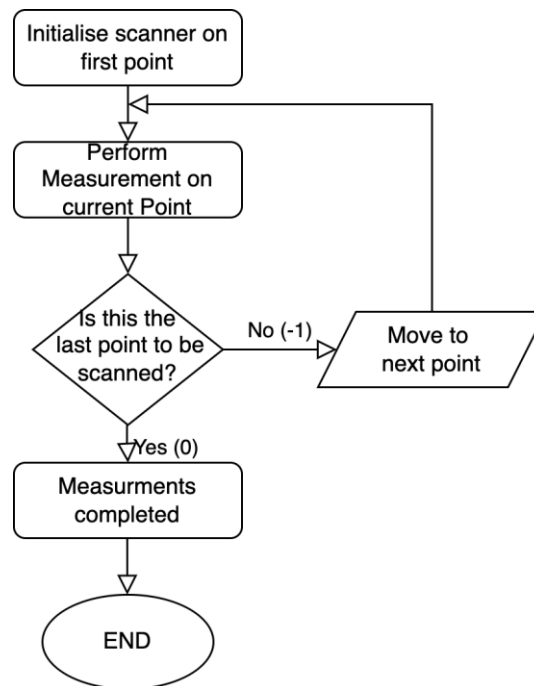 Initialise scanner on
first point
Perform
Measurement on
current Point
Is this the
last point to be
scanned?
No (-1)
Move to
next point
Yes (0)
Measurments
completed
END